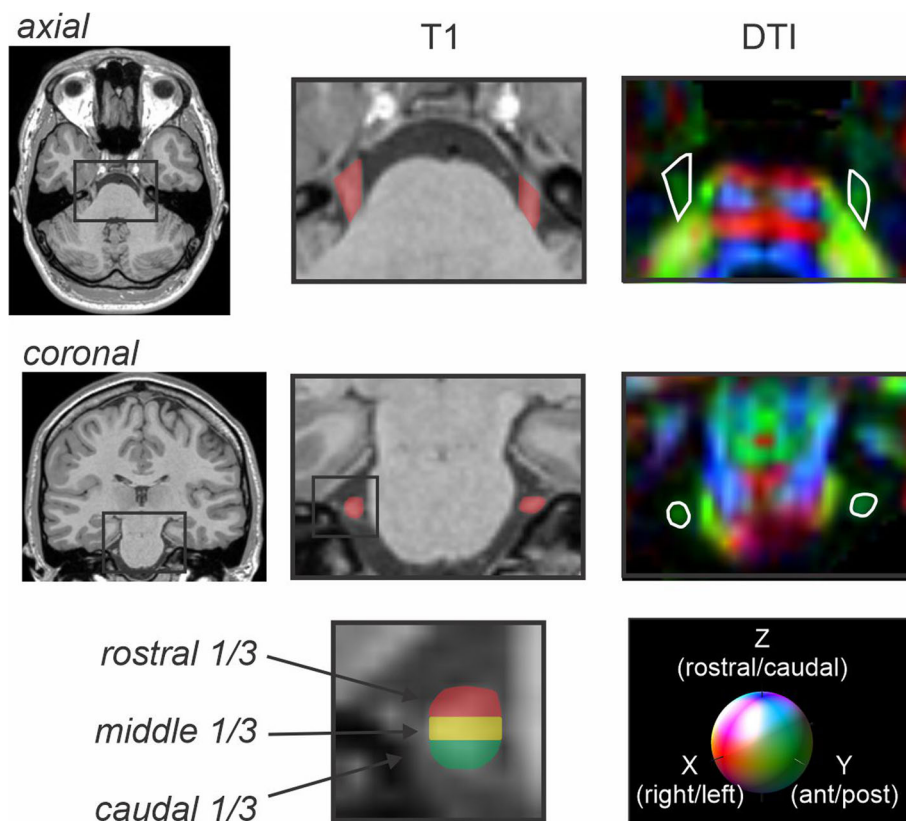 axial
T1
DTI
coronal
rostral 1/3
middle 1/3
caudal 1/3
Z
(rostral/caudal)
X
(right/left)
Y
(ant/post)